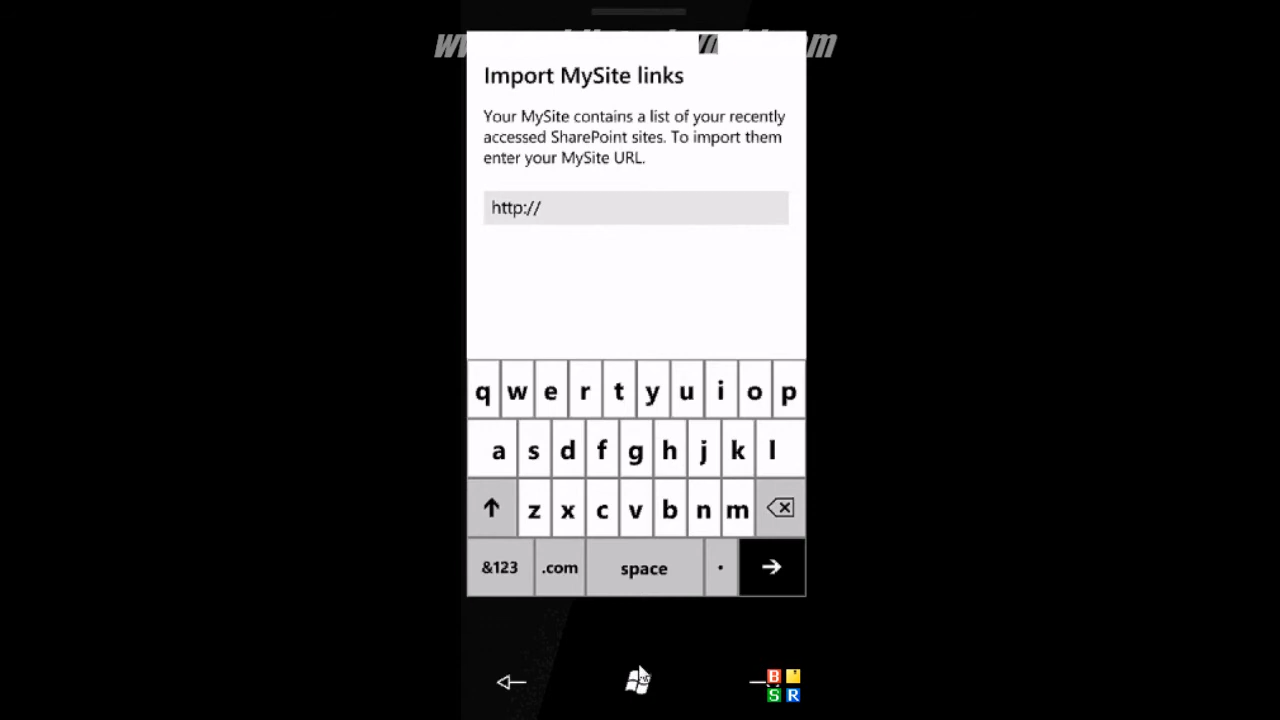 Import MySite links
Your MySite contains a list of your recently
accessed SharePoint sites. To import them
enter your MySite URL.
http://
q w e r t y u i o p
a s d f g h j k l
z x c v b n m
&123 .com space .
B
S R